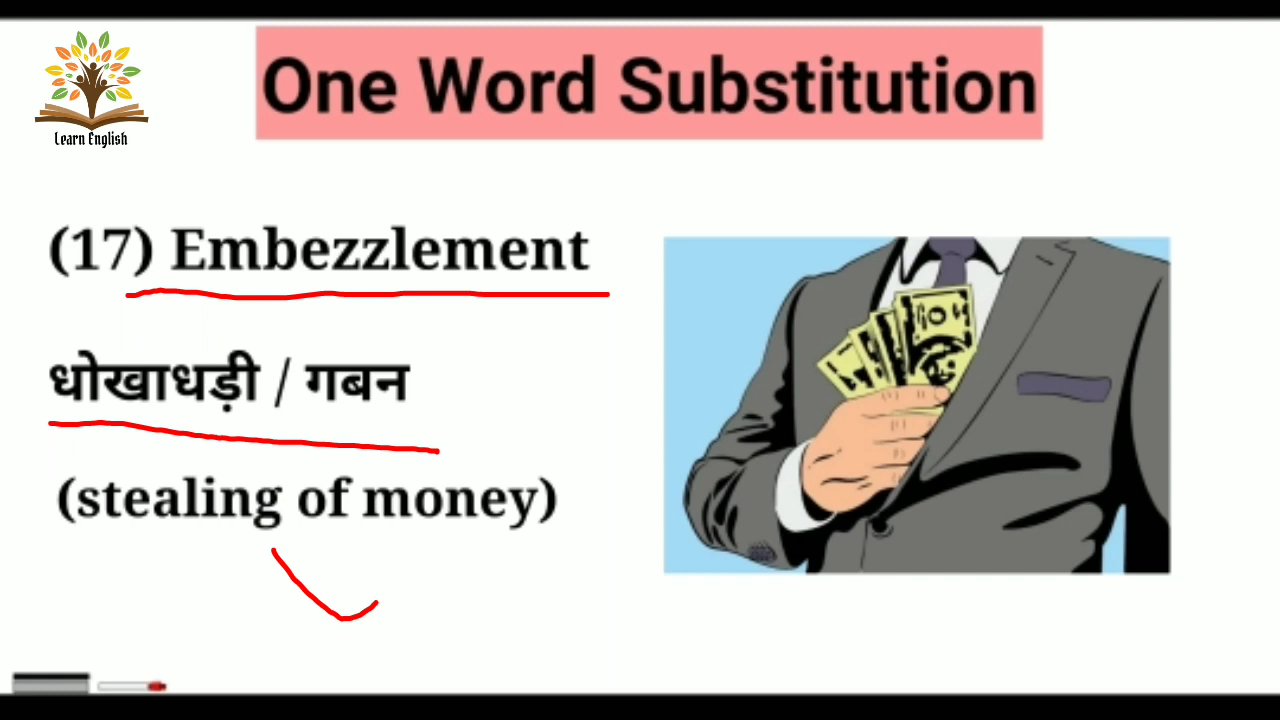 Learn English
One Word Substitution
(17) Embezzlement
धोखाधड़ी / गबन
(stealing of money)